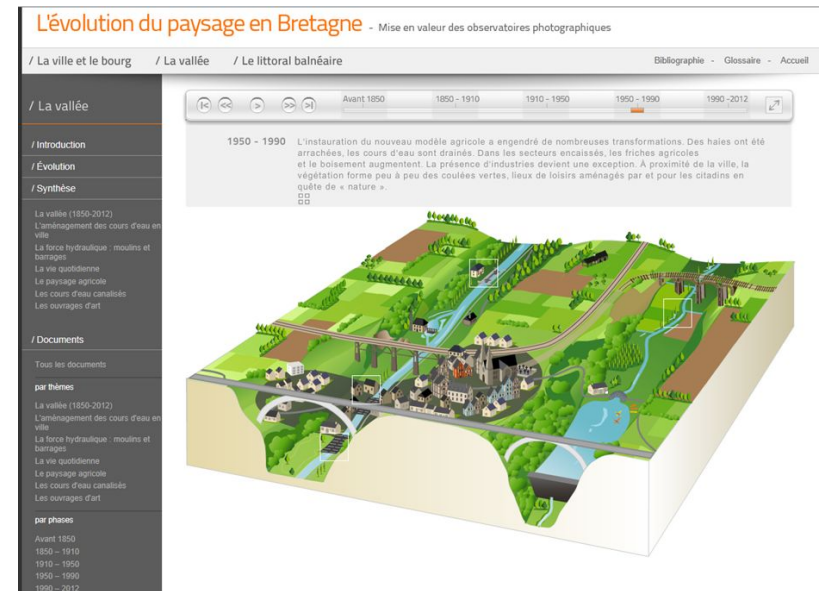 L'évolution du paysage en Bretagne - Mise en valeur des observatoires photographiques
/ La ville et le bourg / La vallée / Le littoral balnéaire
Bibliographie - Glossaire - Accueil
/ La vallée
/ Introduction
/ Évolution
/ Synthèse
La vallée (1850-2012)
L'aménagement des cours d'eau en
ville
La force hydraulique : moulins et
barrages
La vie quotidienne
Le paysage agricole
Les cours d'eau canalisés
Les ouvrages d'art
/ Documents
Tous les documents
par thèmes
La vallée (1850-2012)
L'aménagement des cours d'eau en
ville
La force hydraulique : moulins et
barrages
La vie quotidienne
Le paysage agricole
Les cours d'eau canalisés
Les ouvrages d'art
par phases
Avant 1850
1850 – 1910
1910 – 1950
1950 – 1990
1990 – 2012
Avant 1850
1850 - 1910
1910 - 1950
1950 - 1990
1990 -2012
1950 - 1990
L'instauration du nouveau modèle agricole a engendré de nombreuses transformations. Des haies ont été
arrachées, les cours d'eau sont drainés. Dans les secteurs encaissés, les friches agricoles
et le boisement augmentent. La présence d'industries devient une exception. À proximité de la ville, la
végétation forme peu à peu des coulées vertes, lieux de loisirs aménagés par et pour les citadins en
quête de « nature ».